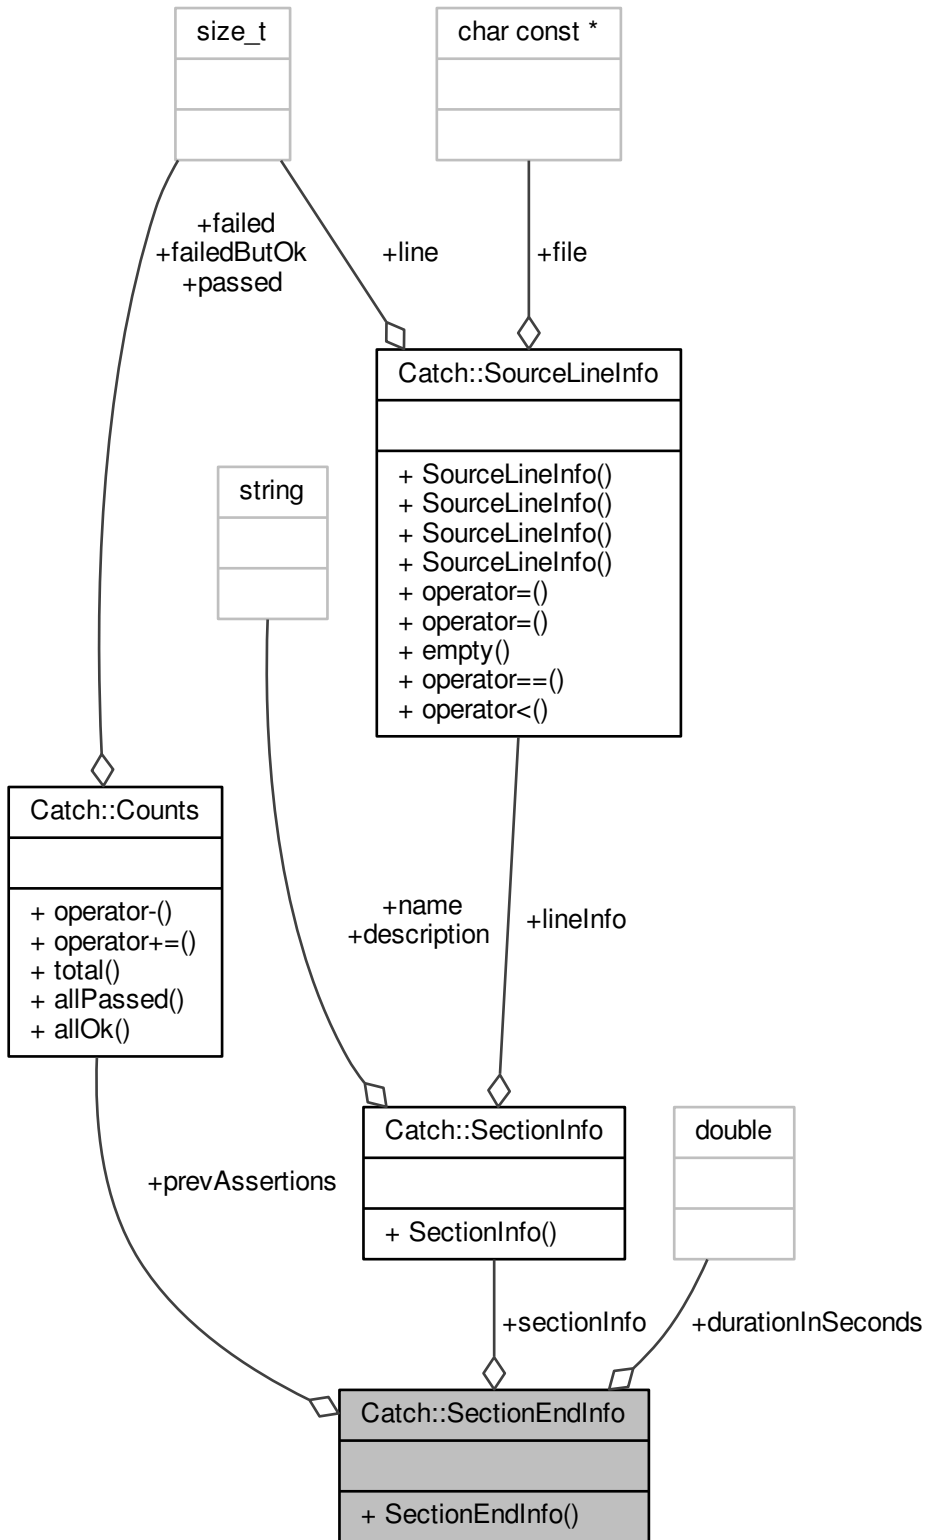 size_t
char const *
+failed
+failedButOk
+passed
+line
+file
Catch::SourceLineInfo
+ SourceLineInfo()
+ SourceLineInfo()
+ SourceLineInfo()
+ SourceLineInfo()
+ operator=()
+ operator=()
+ empty()
+ operator==()
+ operator<()
string
Catch::Counts
+ operator-()
+ operator+=()
+ total()
+ allPassed()
+ allOk()
+name
+description
+lineInfo
Catch::SectionInfo
+ SectionInfo()
double
+prevAssertions
+sectionInfo
+durationInSeconds
Catch::SectionEndInfo
+ SectionEndInfo()